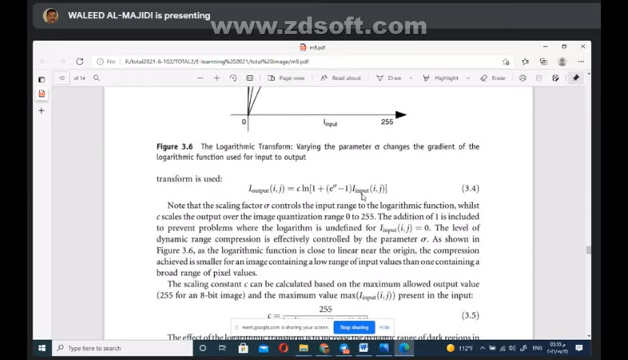 WALEED AL-MAJIDI is presenting
www.zdsoft.com
m9.pdf
File
10 of 14
Page view
Read aloud
Draw
Highlight
Erase
0
I input
255
Figure 3.6 The Logarithmic Transform: Varying the parameter σ changes the gradient of the
logarithmic function used for input to output
transform is used:
I output (i, j) = c ln[1 + (e^σ −1)I input (i, j)] (3.4)
Note that the scaling factor σ controls the input range to the logarithmic function, whilst
c scales the output over the image quantization range 0 to 255. The addition of 1 is included
to prevent problems where the logarithm is undefined for I input (i, j) = 0. The level of
dynamic range compression is effectively controlled by the parameter σ. As shown in
Figure 3.6, as the logarithmic function is close to linear near the origin, the compression
achieved is smaller for an image containing a low range of input values than one containing a
broad range of pixel values.
The scaling constant c can be calculated based on the maximum allowed output value
(255 for an 8-bit image) and the maximum value max(I input (i, j)) present in the input:
255
c = (3.5)
meet.google.com is sharing your screen.
Stop sharing
Type here to search
112°F